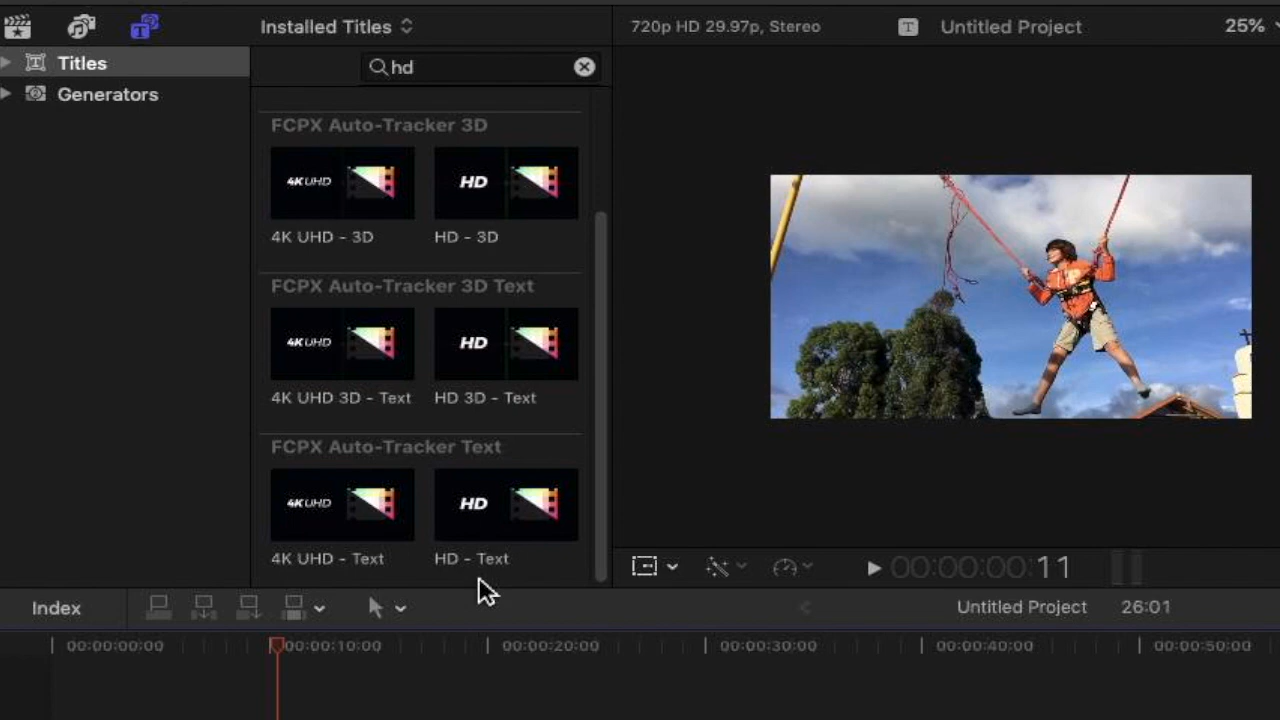 Installed Titles
720p HD 29.97p, Stereo
T
Untitled Project
25%
T
Titles
Generators
hd
FCPX Auto-Tracker 3D
4K UHD
HD
4K UHD - 3D
HD - 3D
FCPX Auto-Tracker 3D Text
4K UHD
HD
4K UHD 3D - Text
HD 3D - Text
FCPX Auto-Tracker Text
4K UHD
HD
4K UHD - Text
HD - Text
00:00:00:11
Index
Untitled Project
26:01
00:00:00:00
00:00:10:00
00:00:20:00
00:00:30:00
00:00:40:00
00:00:50:00